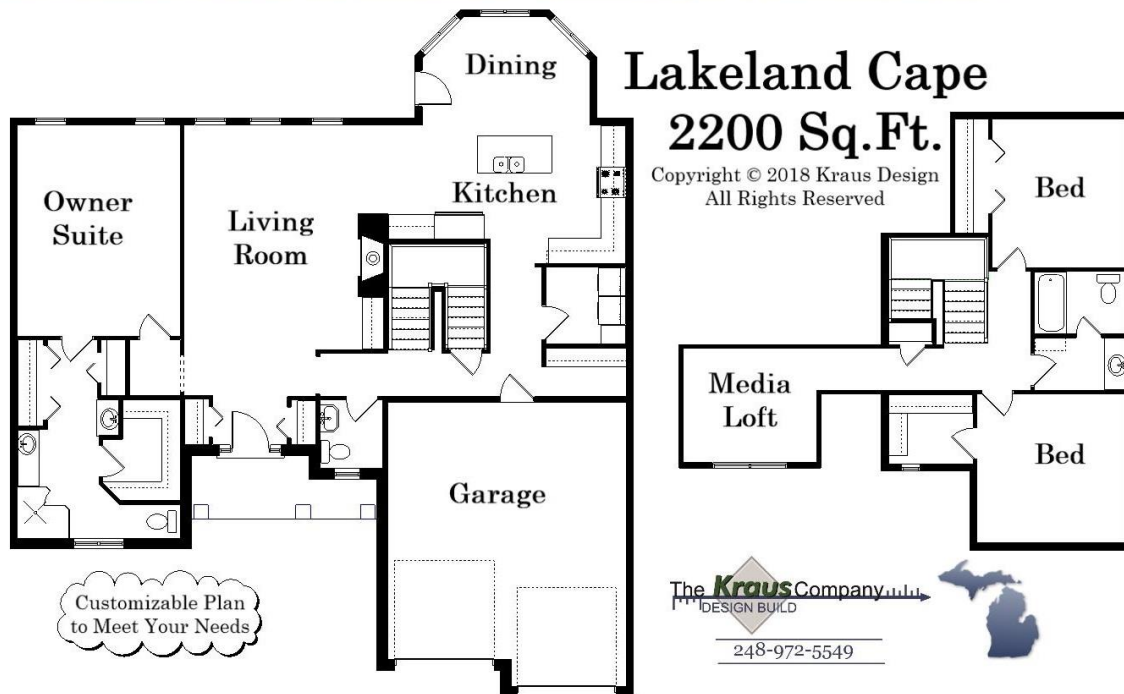 Lakeland Cape
2200 Sq.Ft.
Copyright © 2018 Kraus Design
All Rights Reserved
Dining
Kitchen
Owner
Suite
Living
Room
Garage
Bed
Media
Loft
Bed
Customizable Plan
to Meet Your Needs
The Kraus Company
DESIGN BUILD
248-972-5549